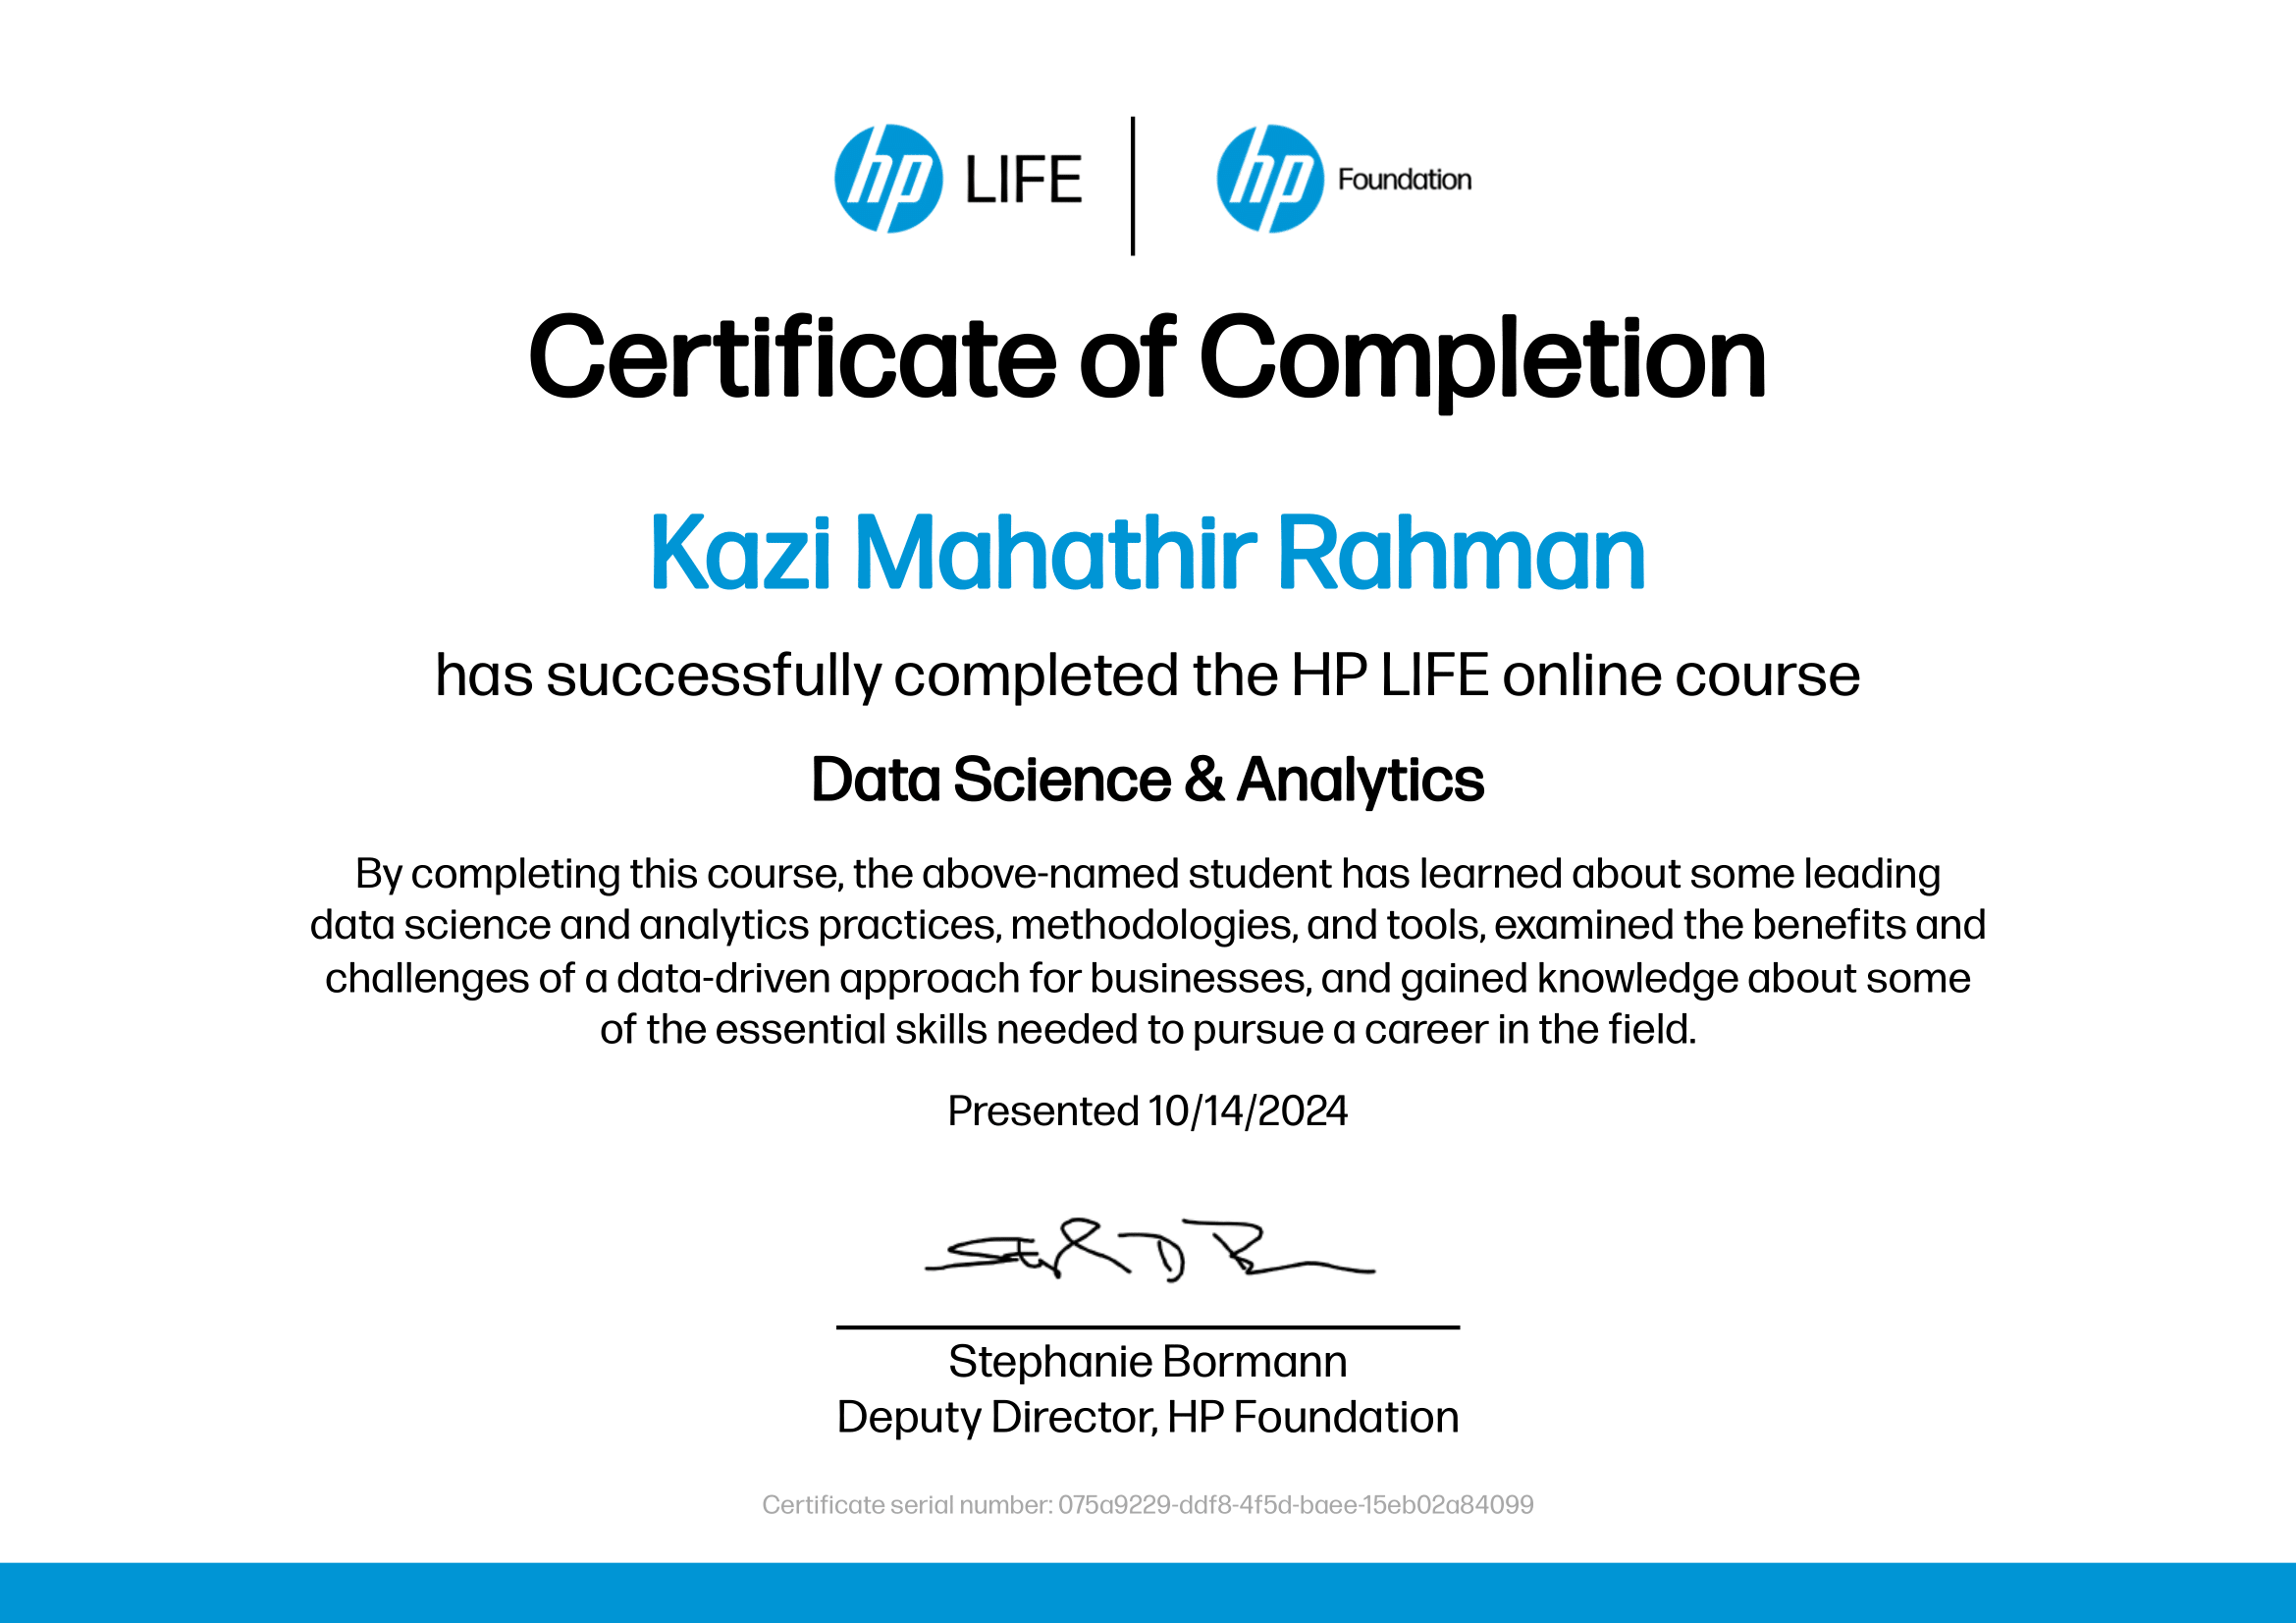 hp LIFE | hp Foundation
Certificate of Completion
Kazi Mahathir Rahman
has successfully completed the HP LIFE online course
Data Science & Analytics
By completing this course, the above-named student has learned about some leading
data science and analytics practices, methodologies, and tools, examined the benefits and
challenges of a data-driven approach for businesses, and gained knowledge about some
of the essential skills needed to pursue a career in the field.
Presented 10/14/2024
Stephanie Bormann
Deputy Director, HP Foundation
Certificate serial number: 075a9229-ddf8-4f5d-baee-15eb02a84099